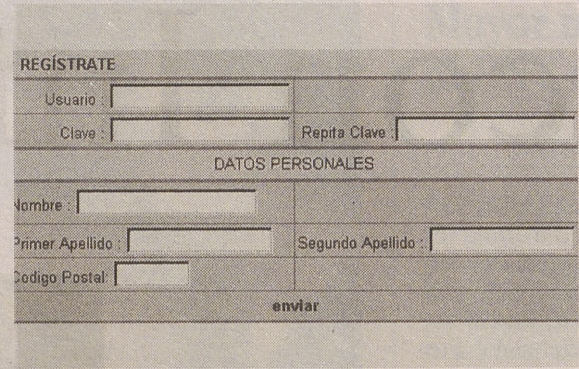 REGÍSTRATE
Usuario :
Clave : Repita Clave :
DATOS PERSONALES
Nombre :
Primer Apellido : Segundo Apellido :
Codigo Postal:
enviar